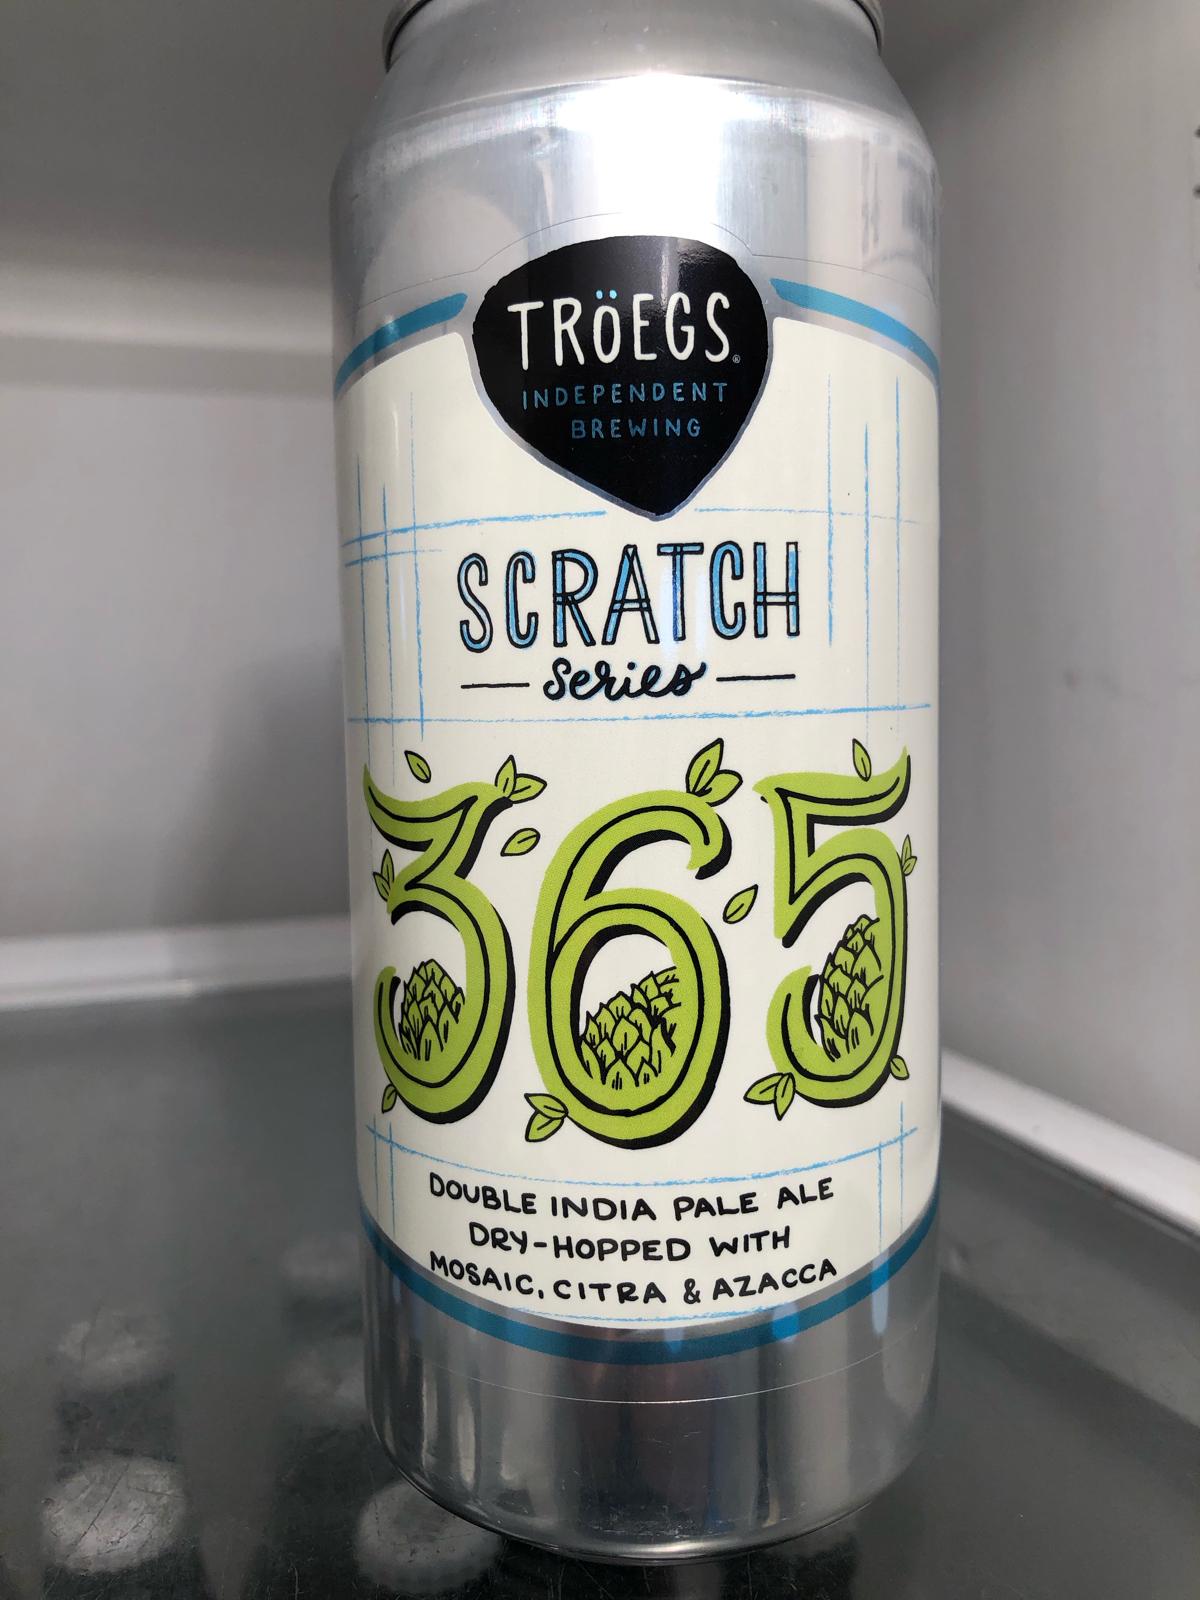 TRÖEGS®
INDEPENDENT
BREWING
SCRATCH
Series
365
DOUBLE INDIA PALE ALE
DRY-HOPPED WITH
MOSAIC, CITRA & AZACCA